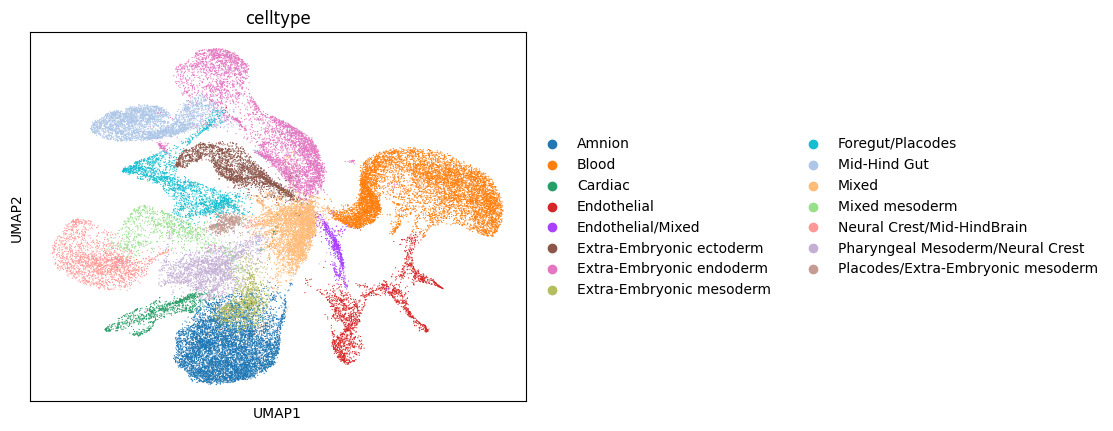 celltype
UMAP2
UMAP1
Amnion
Blood
Cardiac
Endothelial
Endothelial/Mixed
Extra-Embryonic ectoderm
Extra-Embryonic endoderm
Extra-Embryonic mesoderm
Foregut/Placodes
Mid-Hind Gut
Mixed
Mixed mesoderm
Neural Crest/Mid-HindBrain
Pharyngeal Mesoderm/Neural Crest
Placodes/Extra-Embryonic mesoderm